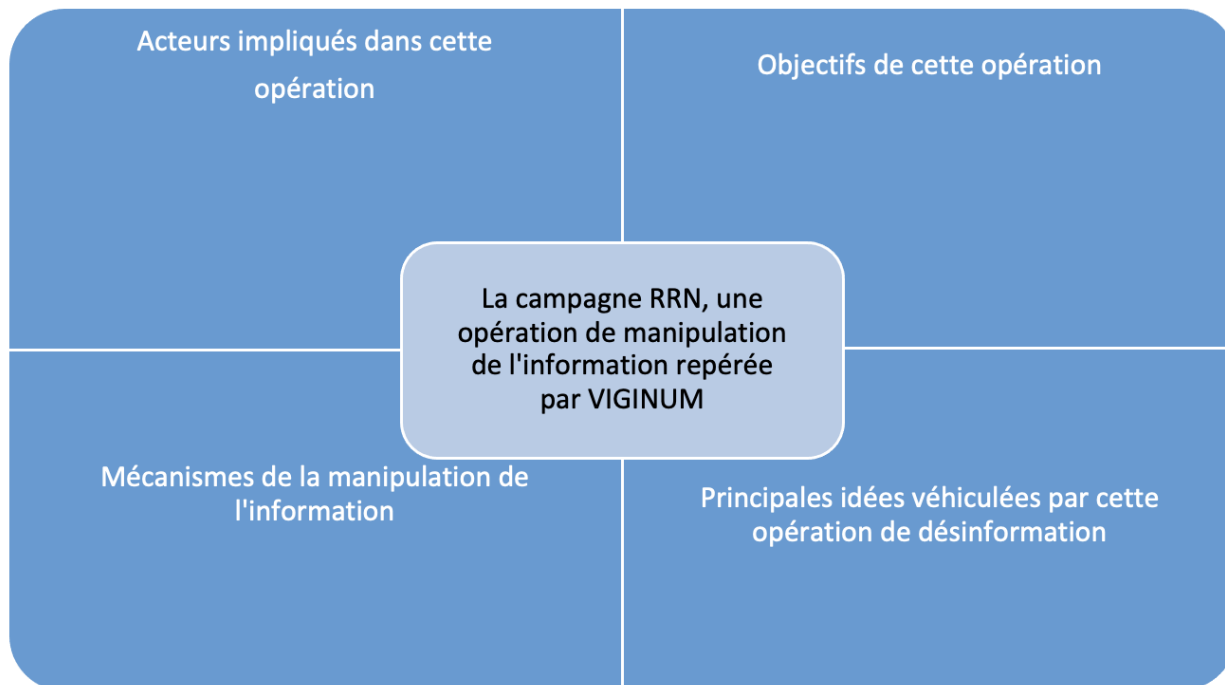 Acteurs impliqués dans cette
opération
Objectifs de cette opération
La campagne RRN, une
opération de manipulation
de l'information repérée
par VIGINUM
Mécanismes de la manipulation de
l'information
Principales idées véhiculées par cette
opération de désinformation